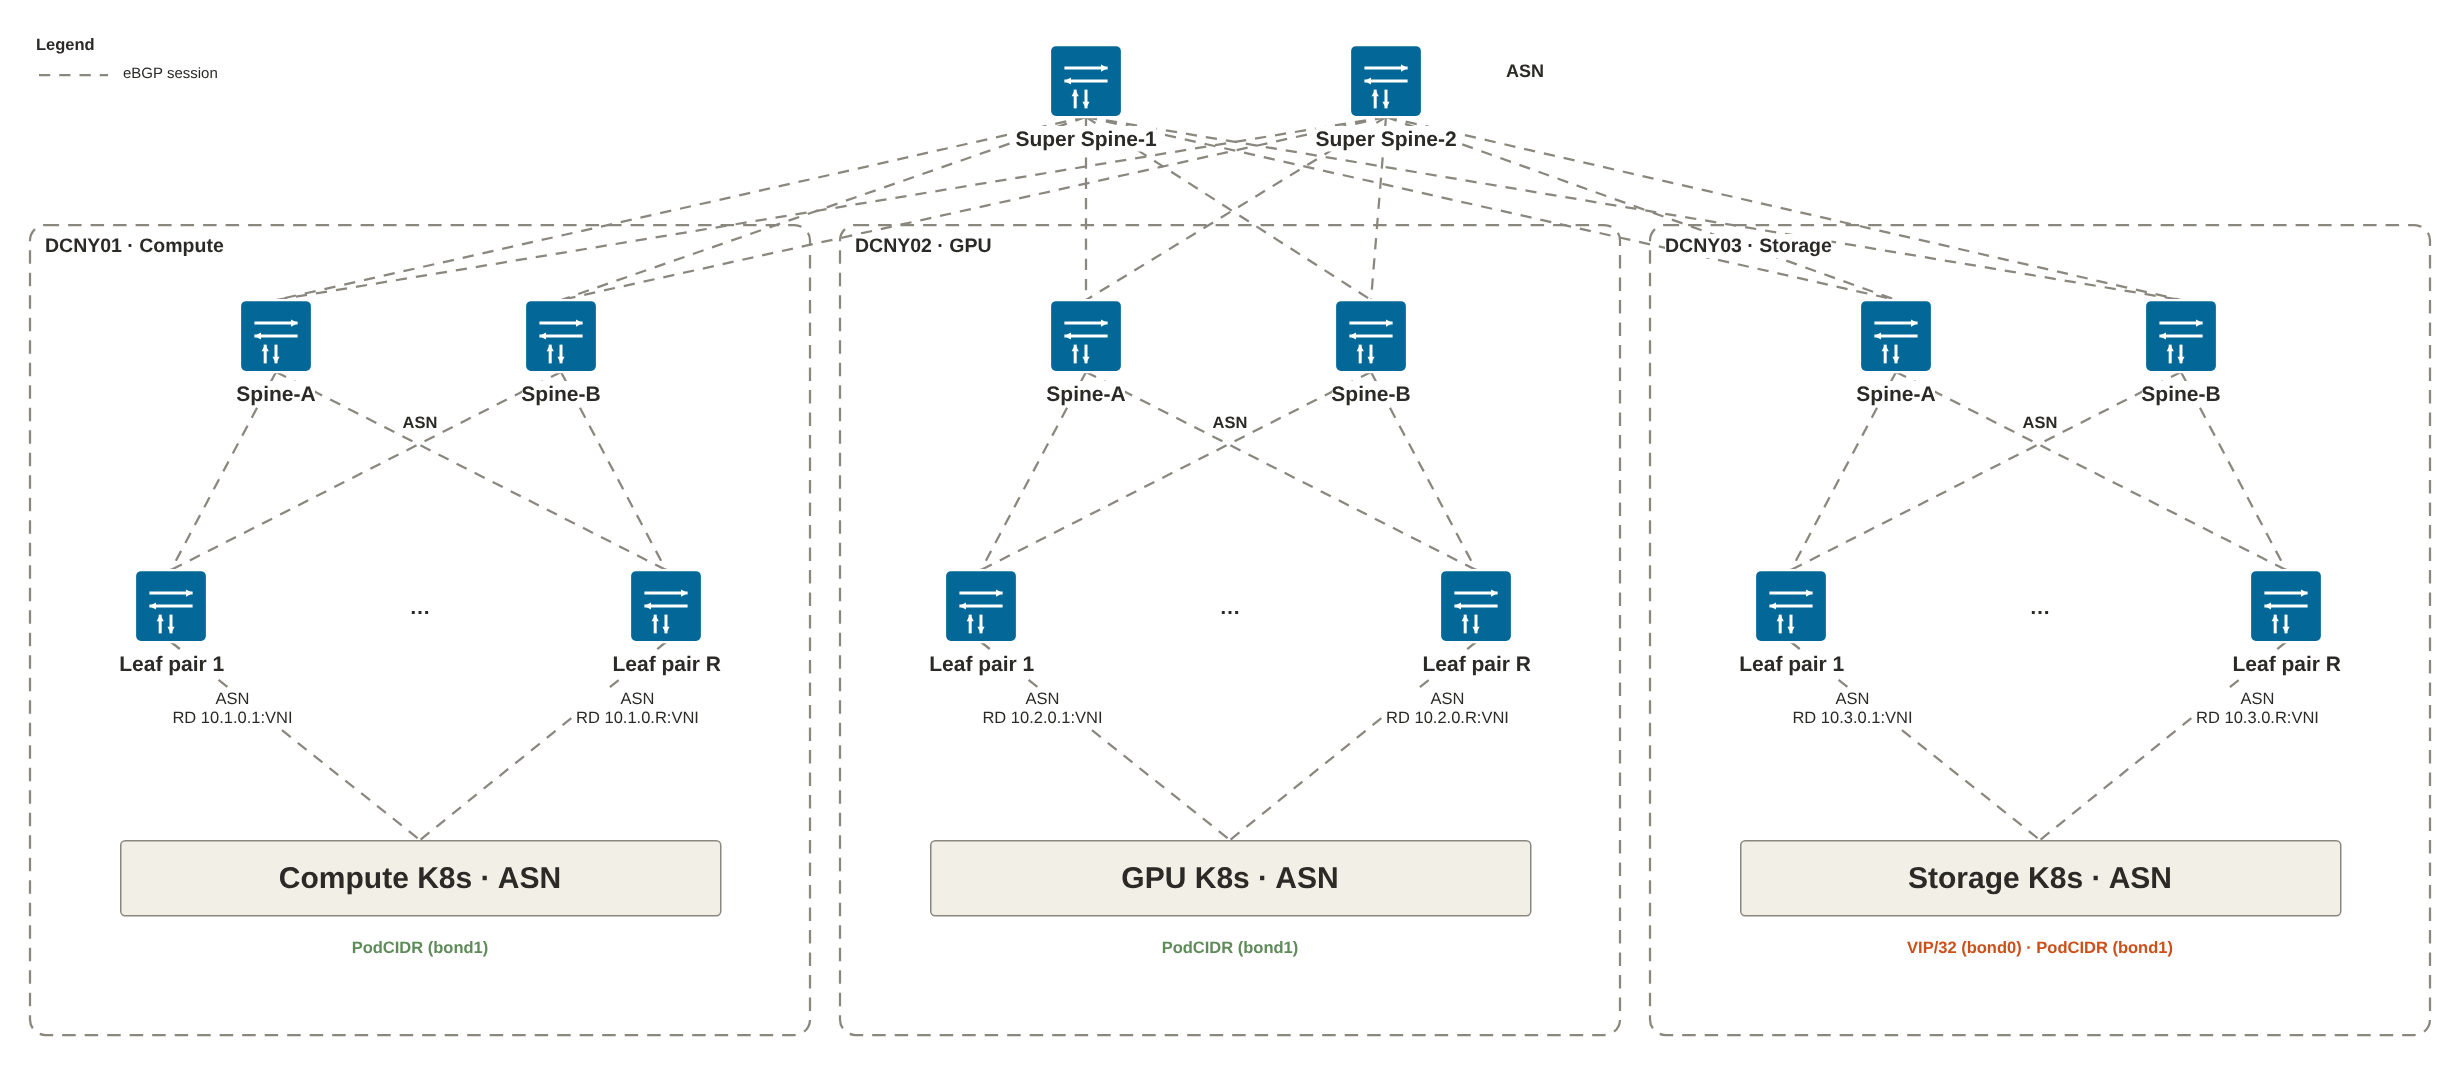 Legend
eBGP session
ASN
Super Spine-1
Super Spine-2
DCNY01 · Compute
DCNY02 · GPU
DCNY03 · Storage
Spine-A
Spine-B
Spine-A
Spine-B
Spine-A
Spine-B
ASN
ASN
ASN
...
...
...
Leaf pair 1
Leaf pair R
Leaf pair 1
Leaf pair R
Leaf pair 1
Leaf pair R
ASN
RD 10.1.0.1:VNI
ASN
RD 10.1.0.R:VNI
ASN
RD 10.2.0.1:VNI
ASN
RD 10.2.0.R:VNI
ASN
RD 10.3.0.1:VNI
ASN
RD 10.3.0.R:VNI
Compute K8s · ASN
GPU K8s · ASN
Storage K8s · ASN
PodCIDR (bond1)
PodCIDR (bond1)
VIP/32 (bond0) · PodCIDR (bond1)